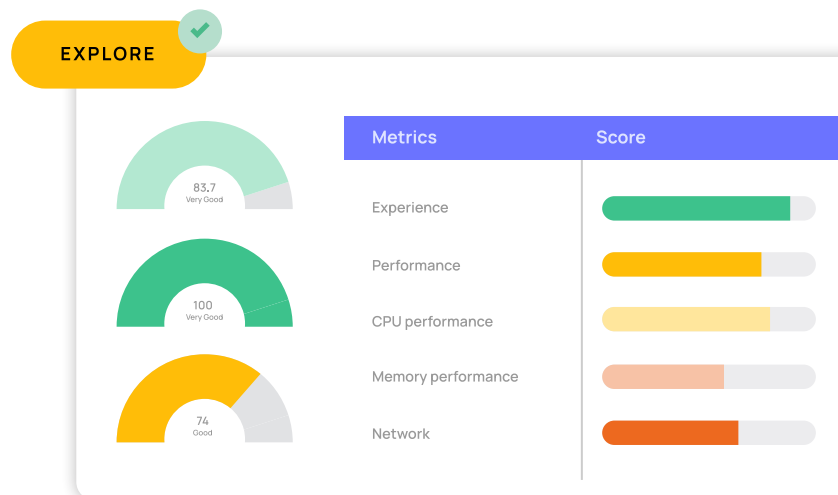 EXPLORE
83.7
Very Good
100
Very Good
74
Good
Metrics Score
Experience
Performance
CPU performance
Memory performance
Network